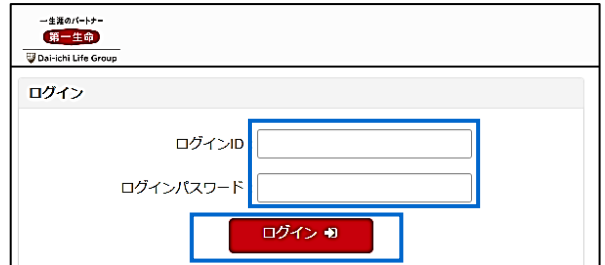 一生涯のパートナー
第一生命
Dai-ichi Life Group
ログイン
ログインID
ログインパスワード
ログイン